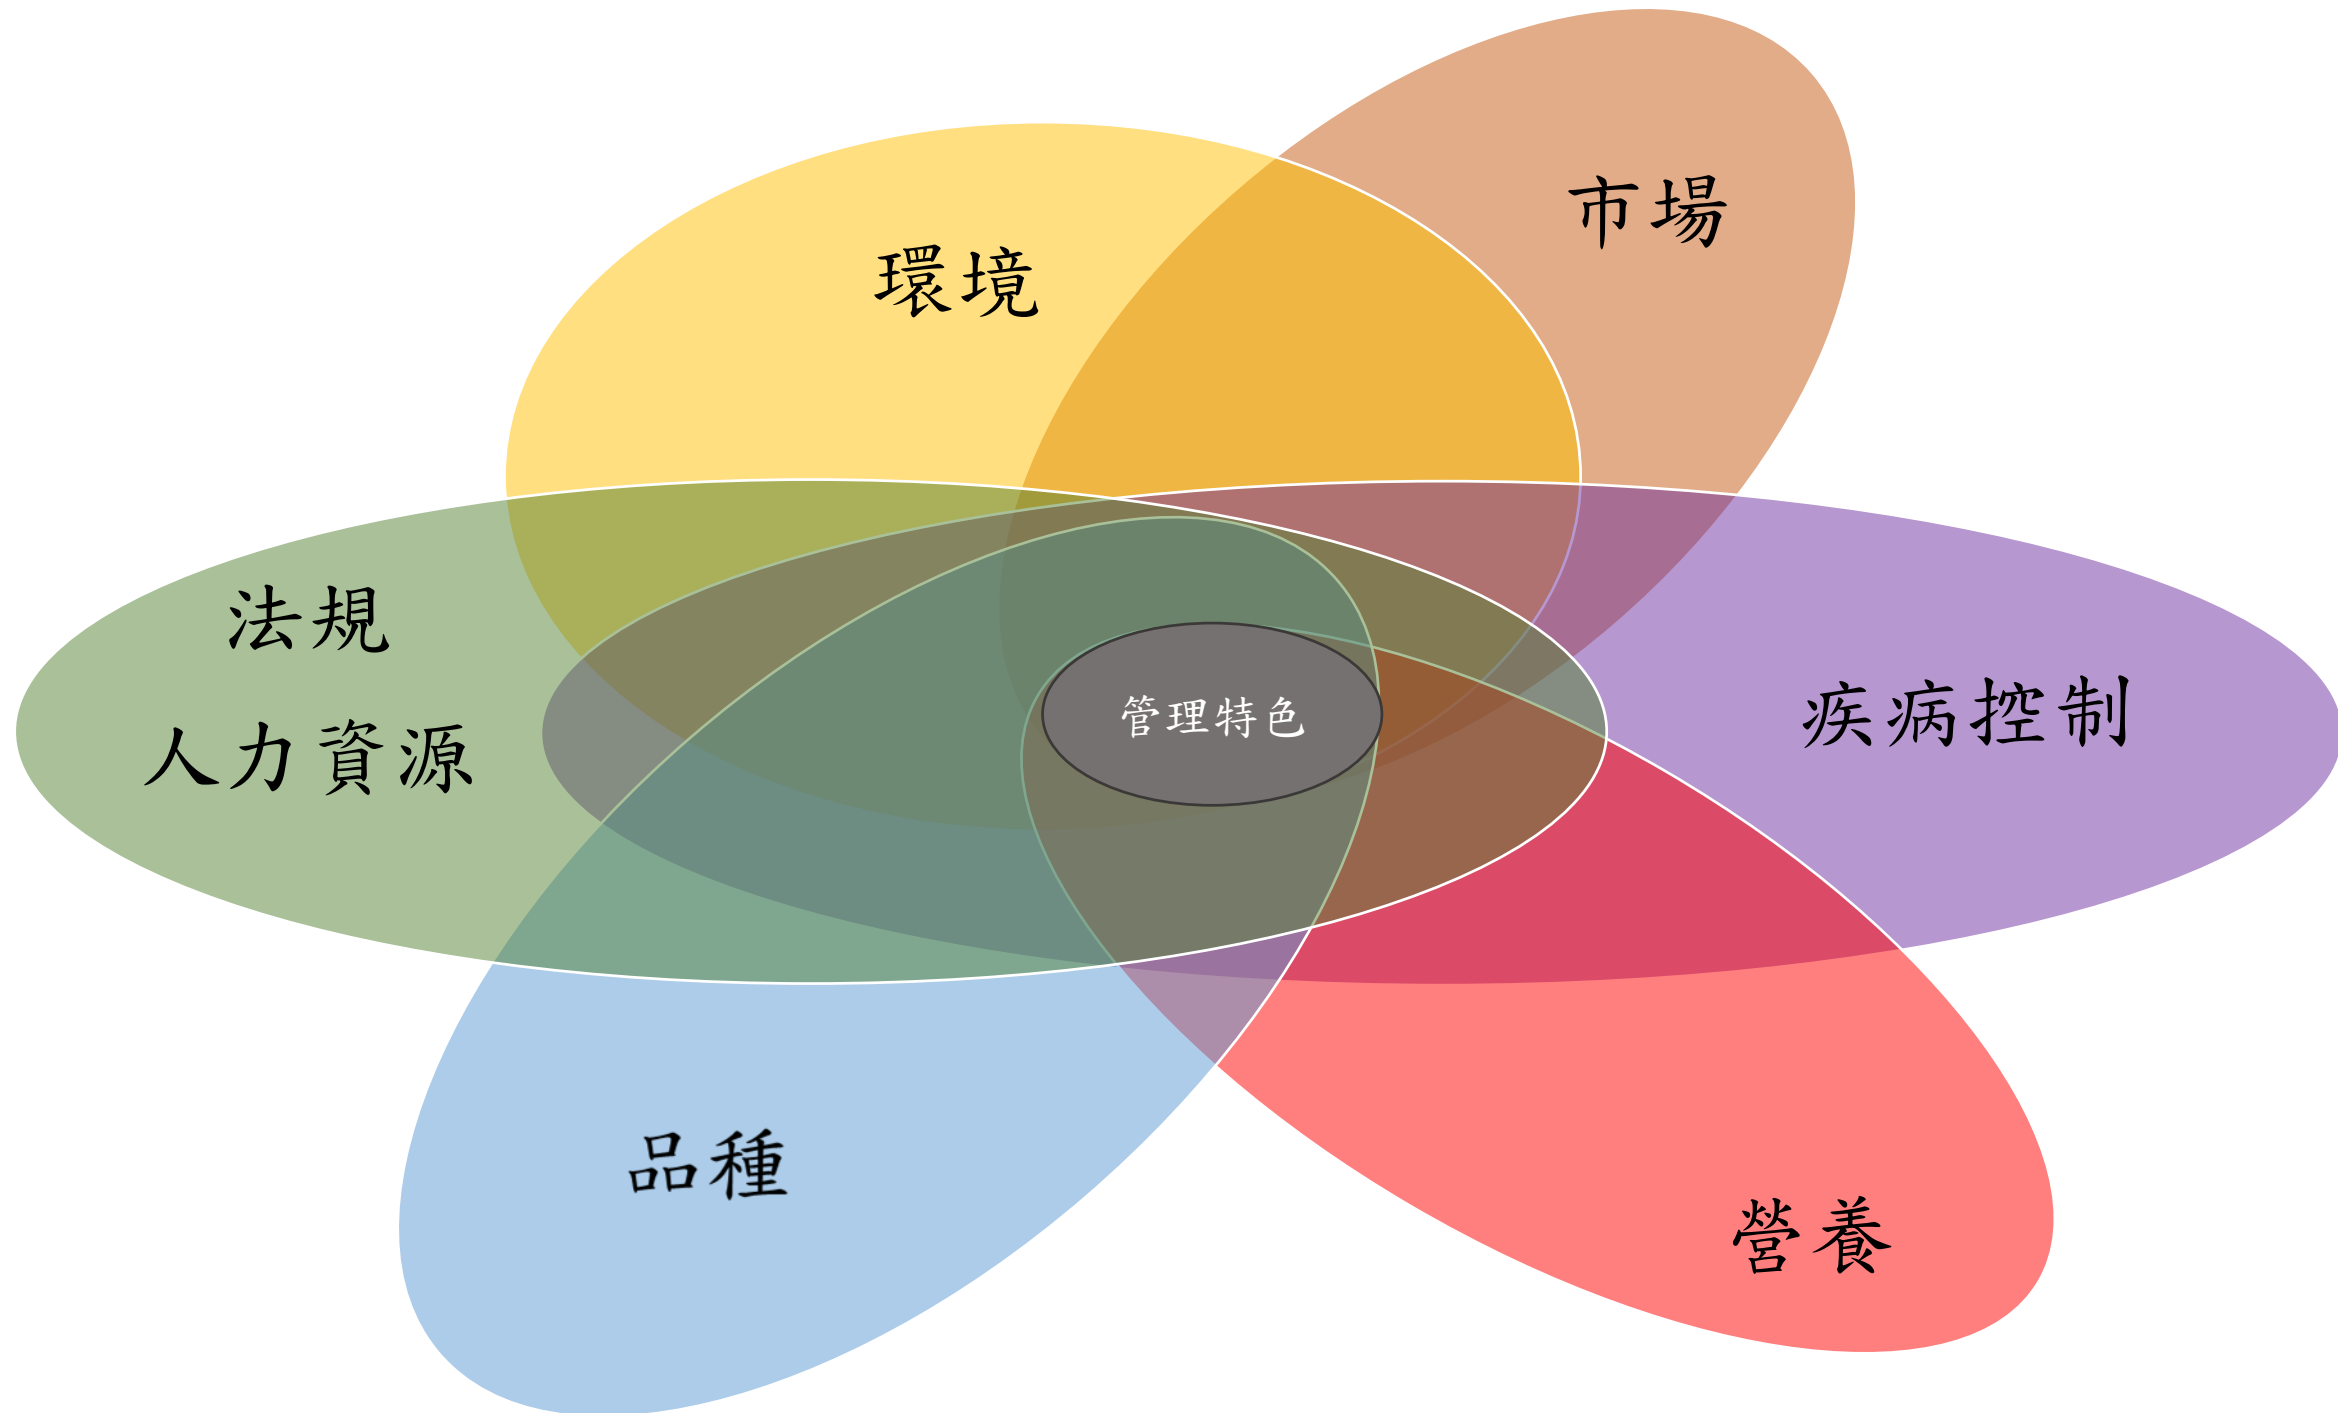 市場
環境
法規
人力資源
疾病控制
管理特色
品種
營養